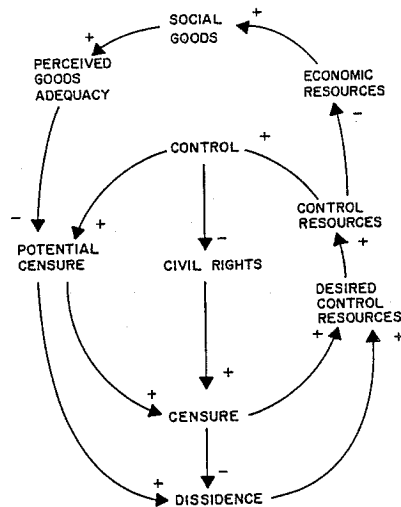 SOCIAL
GOODS
+
+
PERCEIVED
GOODS
ADEQUACY
ECONOMIC
RESOURCES
-
CONTROL
+
-
+
-
CONTROL
RESOURCES
+
POTENTIAL
CENSURE
CIVIL RIGHTS
DESIRED
CONTROL
RESOURCES
+
+
+
+
CENSURE
-
+
DISSIDENCE